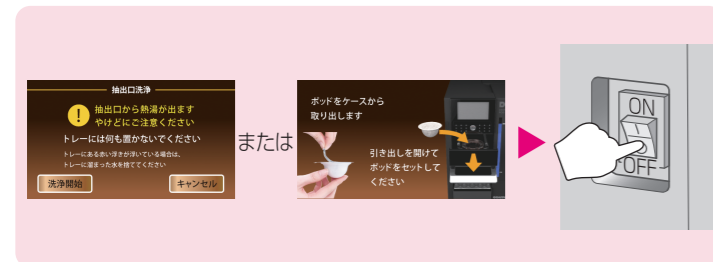 抽出口洗浄
!
抽出口から熱湯が出ます
やけどにご注意ください
トレーには何も置かないでください
トレーにある赤い浮きが浮いている場合は、
トレーに溜まった水を捨ててください
洗浄開始
キャンセル
または
ポッドをケースから
取り出します
引き出しを開けて
ポッドをセットして
ください
ON
OFF